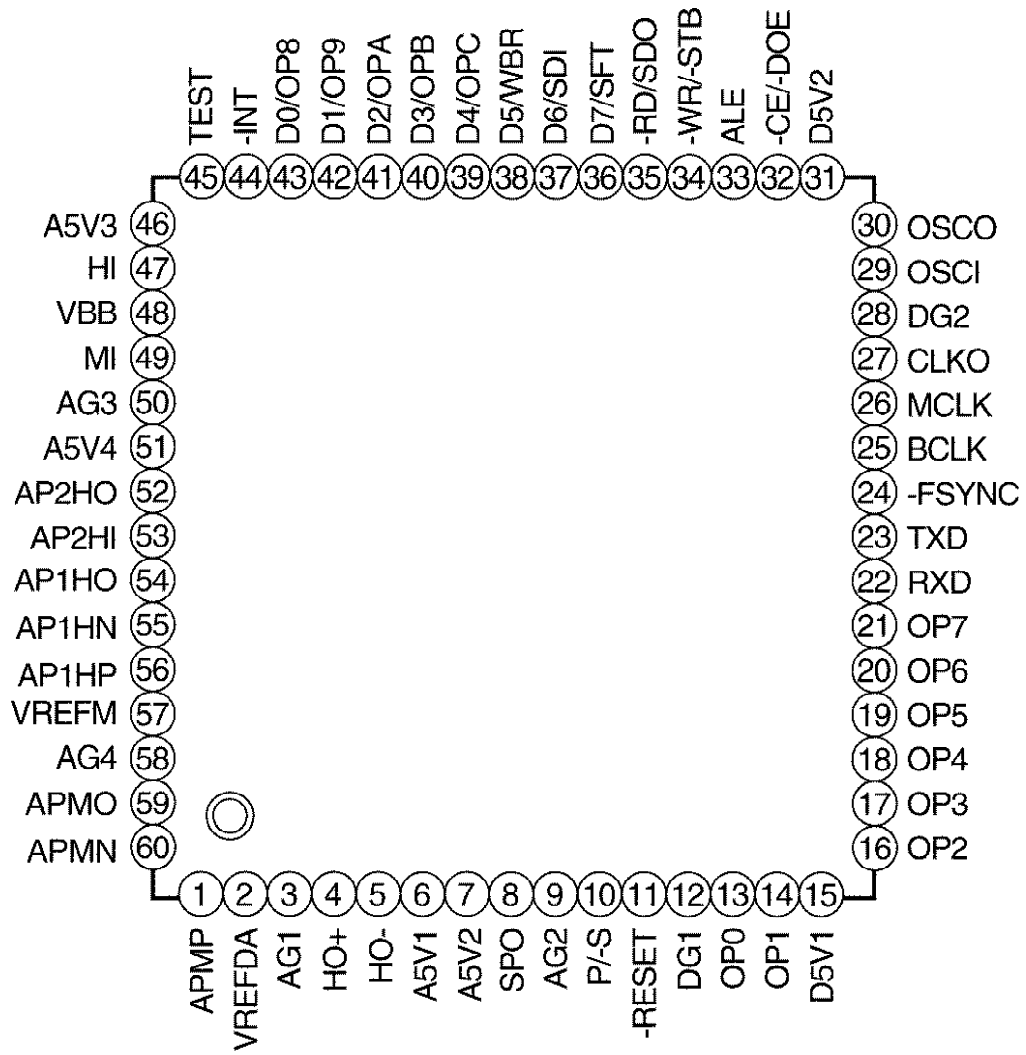 TEST
-INT
D0/OP8
D1/OP9
D2/OPA
D3/OPB
D4/OPC
D5/WBR
D6/SDI
D7/SFT
-RD/SDO
-WR/-STB
ALE
-CE/-DOE
D5V2
45 44 43 42 41 40 39 38 37 36 35 34 33 32 31
A5V3 46
HI 47
VBB 48
MI 49
AG3 50
A5V4 51
AP2HO 52
AP2HI 53
AP1HO 54
AP1HN 55
AP1HP 56
VREFM 57
AG4 58
APMO 59
APMN 60
30 OSCO
29 OSCI
28 DG2
27 CLKO
26 MCLK
25 BCLK
24 -FSYNC
23 TXD
22 RXD
21 OP7
20 OP6
19 OP5
18 OP4
17 OP3
16 OP2
1 2 3 4 5 6 7 8 9 10 11 12 13 14 15
APMP
VREFDA
AG1
HO+
HO-
A5V1
A5V2
SPO
AG2
P/-S
-RESET
DG1
OP0
OP1
D5V1